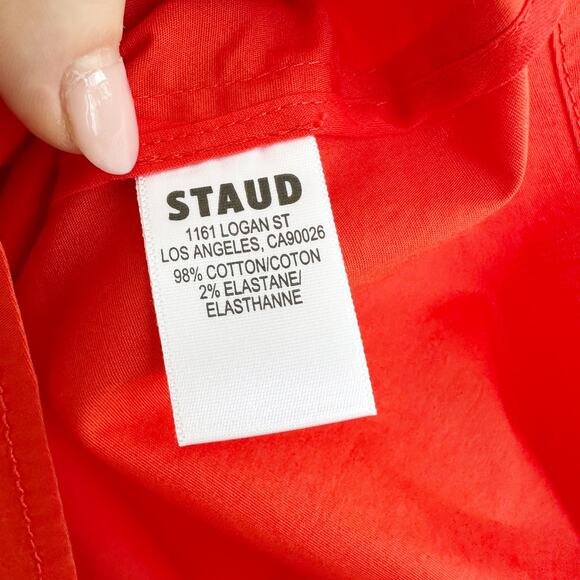 STAUD
1161 LOGAN ST
LOS ANGELES, CA90026
98% COTTON/COTON
2% ELASTANE/
ELASTHANNE